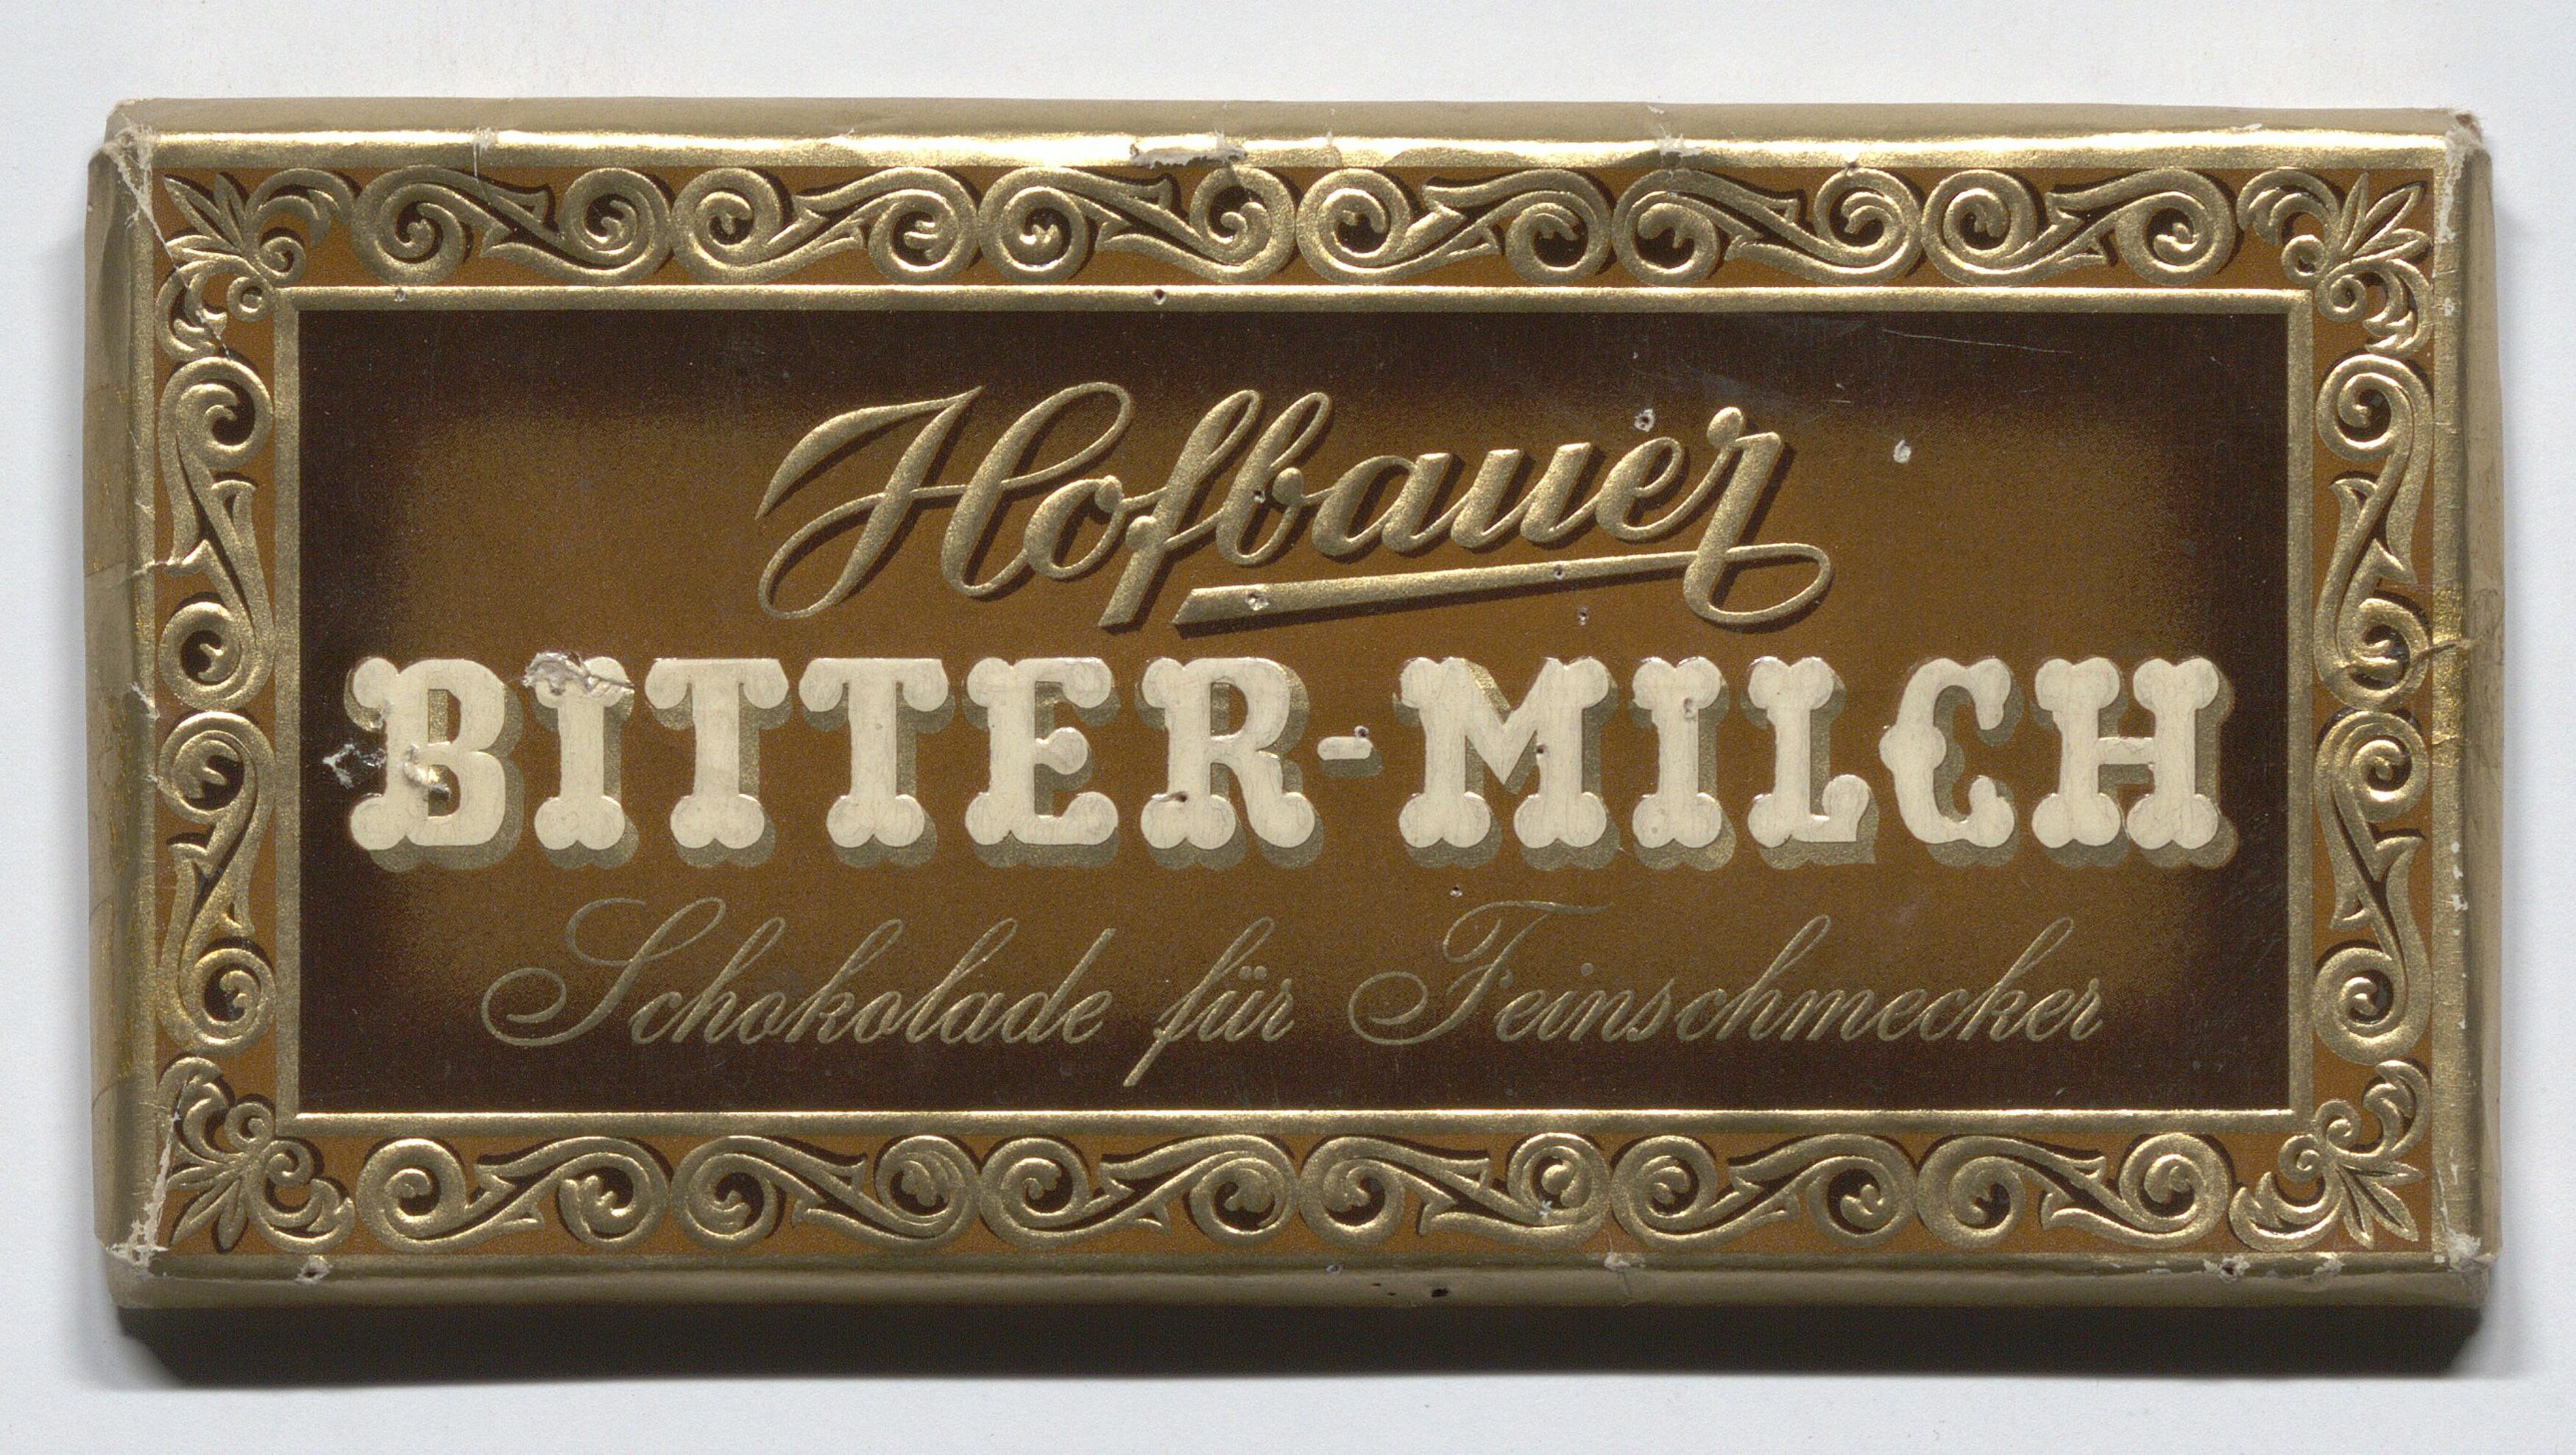 Hofbauer
BITTER-MILCH
Schokolade für Feinschmecker